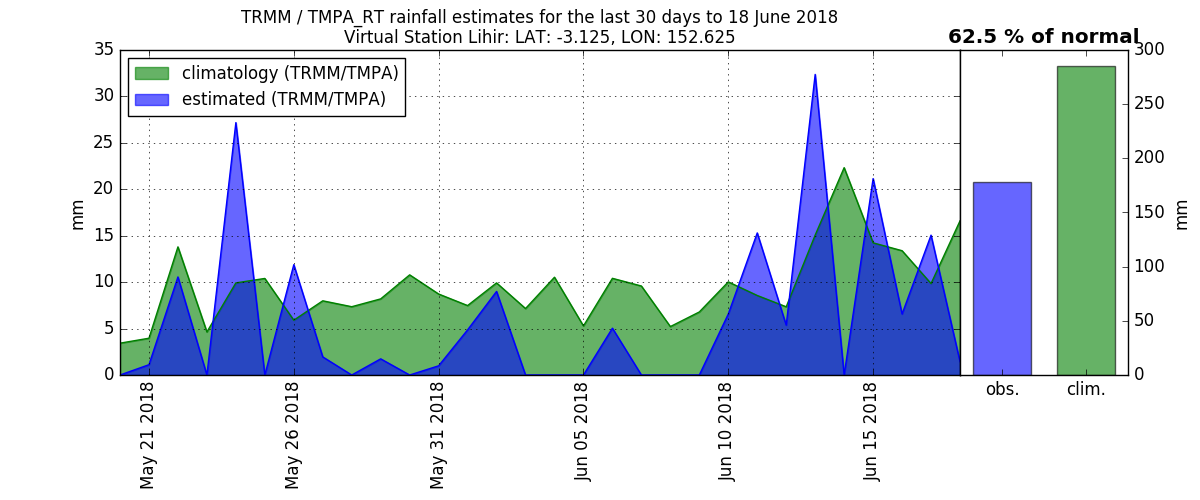 TRMM / TMPA_RT rainfall estimates for the last 30 days to 18 June 2018
Virtual Station Lihir: LAT: -3.125, LON: 152.625
62.5 % of normal
climatology (TRMM/TMPA)
estimated (TRMM/TMPA)
mm
35
30
25
20
15
10
5
0
May 21 2018
May 26 2018
May 31 2018
Jun 05 2018
Jun 10 2018
Jun 15 2018
300
250
200
150
100
50
0
mm
obs.
clim.